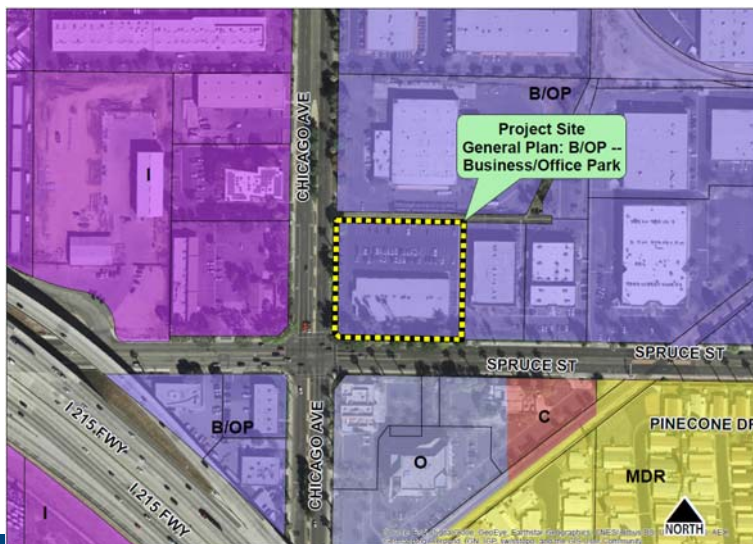 B/OP
Project Site
General Plan: B/OP --
Business/Office Park
I
CHICAGO AVE
SPRUCE ST
SPRUCE ST
I 215 FWY
B/OP
CHICAGO AVE
O
C
PINECONE DR
MDR
I 215 FWY
I
NORTH